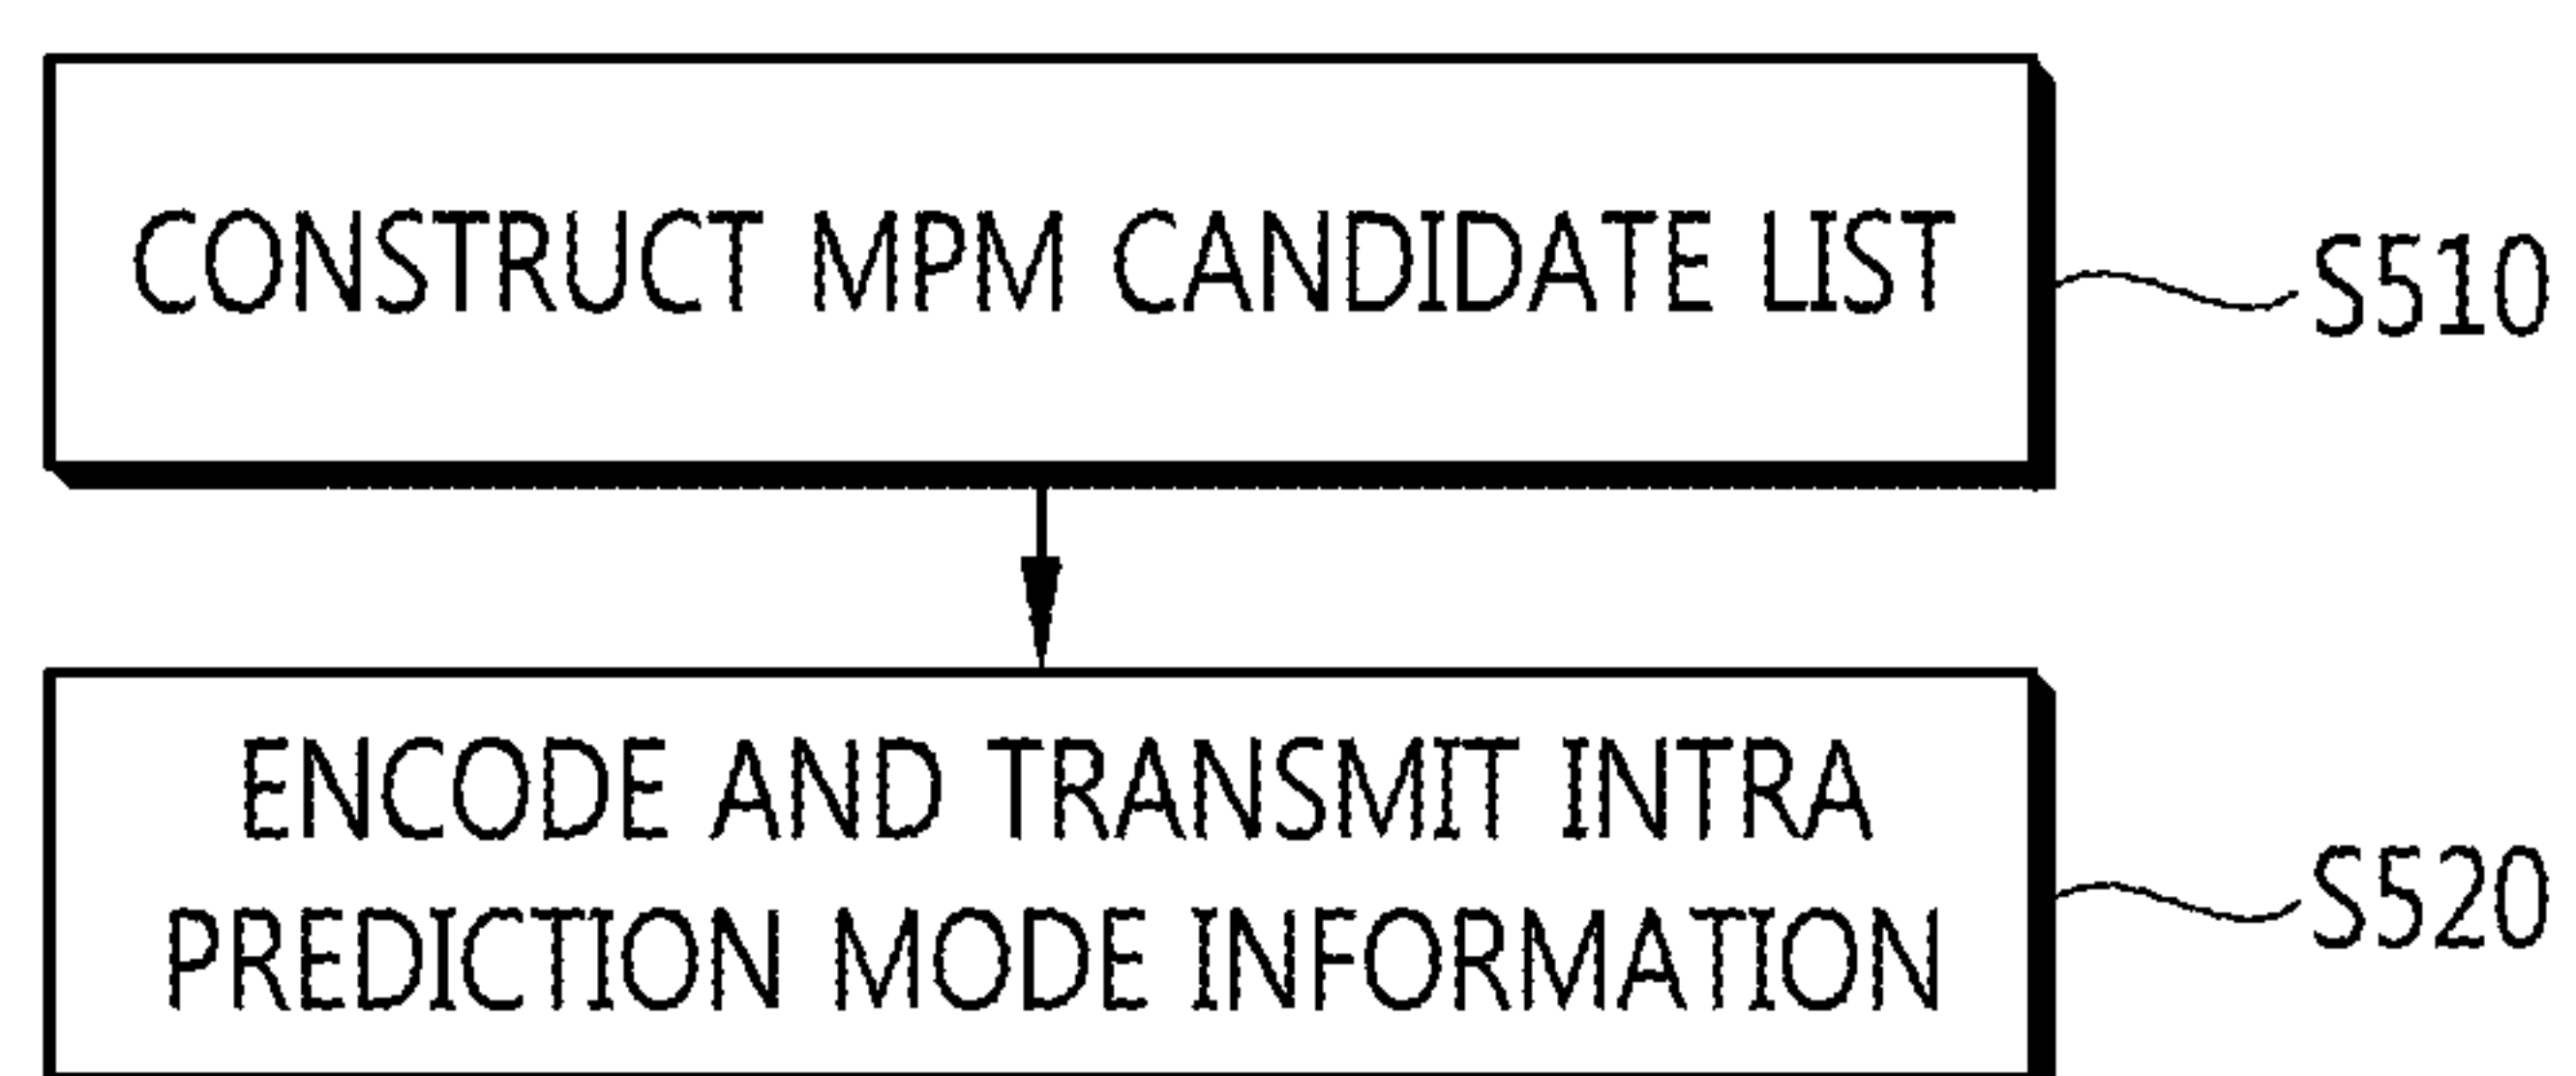 CONSTRUCT MPM CANDIDATE LIST
S510
ENCODE AND TRANSMIT INTRA
PREDICTION MODE INFORMATION
S520